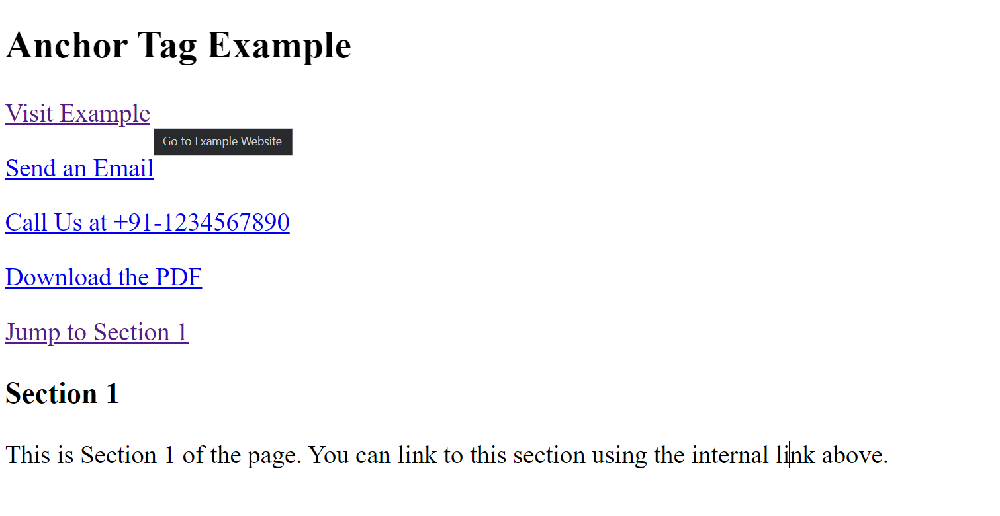 Anchor Tag Example
Visit Example
Go to Example Website
Send an Email
Call Us at +91-1234567890
Download the PDF
Jump to Section 1
Section 1
This is Section 1 of the page. You can link to this section using the internal link above.